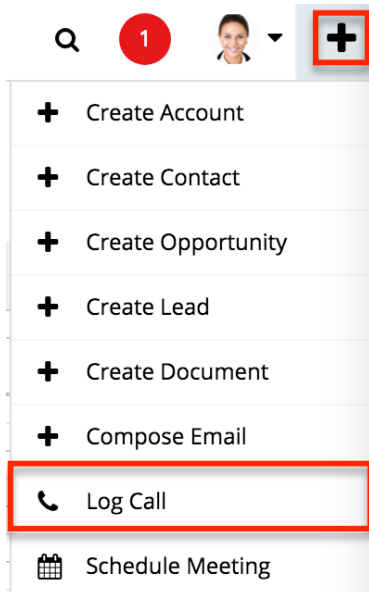 1
Create Account
Create Contact
Create Opportunity
Create Lead
Create Document
Compose Email
Log Call
Schedule Meeting